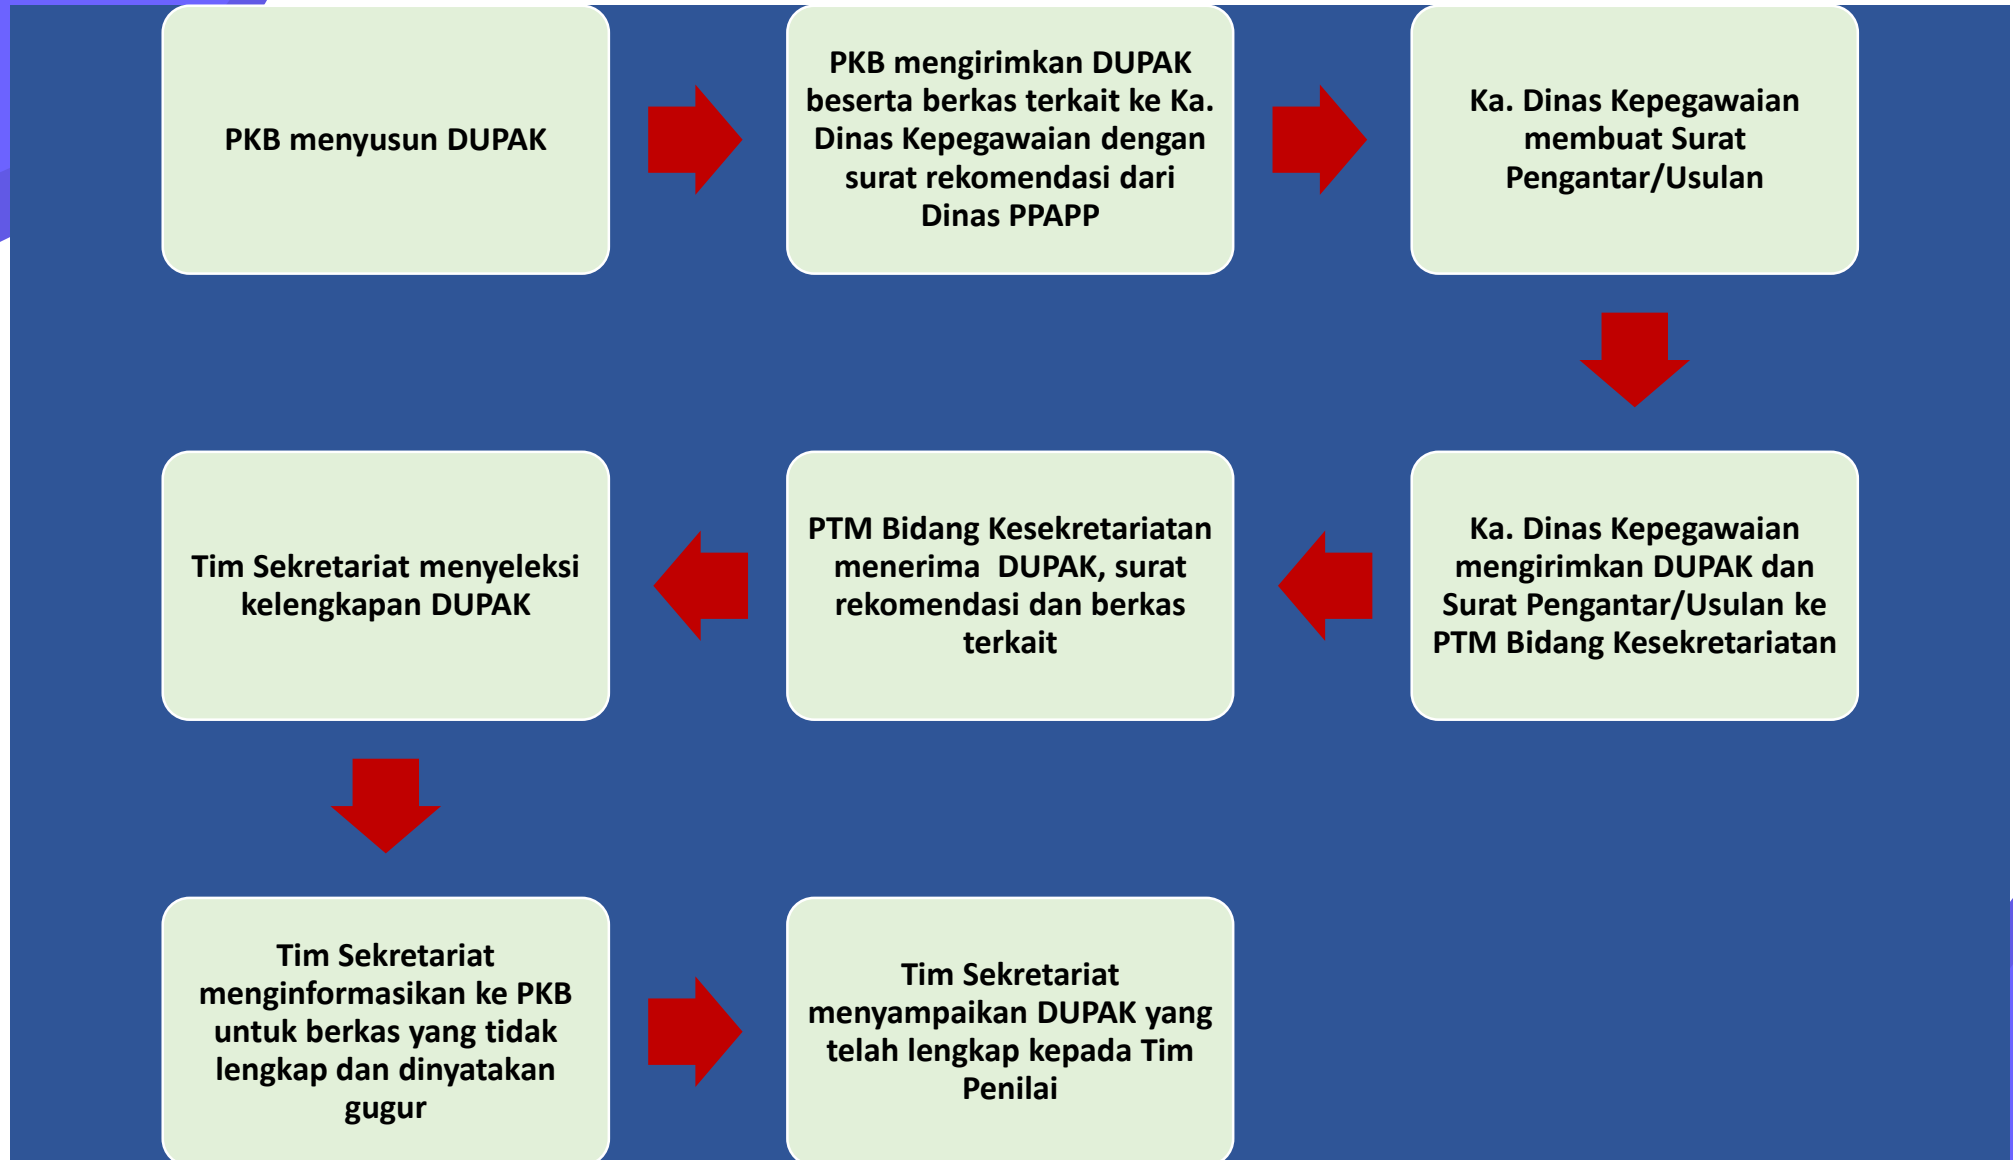 PKB menyusun DUPAK
PKB mengirimkan DUPAK
beserta berkas terkait ke Ka.
Dinas Kepegawaian dengan
surat rekomendasi dari
Dinas PPAPP
Ka. Dinas Kepegawaian
membuat Surat
Pengantar/Usulan
Ka. Dinas Kepegawaian
mengirimkan DUPAK dan
Surat Pengantar/Usulan ke
PTM Bidang Kesekretariatan
PTM Bidang Kesekretariatan
menerima  DUPAK, surat
rekomendasi dan berkas
terkait
Tim Sekretariat menyeleksi
kelengkapan DUPAK
Tim Sekretariat
menginformasikan ke PKB
untuk berkas yang tidak
lengkap dan dinyatakan
gugur
Tim Sekretariat
menyampaikan DUPAK yang
telah lengkap kepada Tim
Penilai